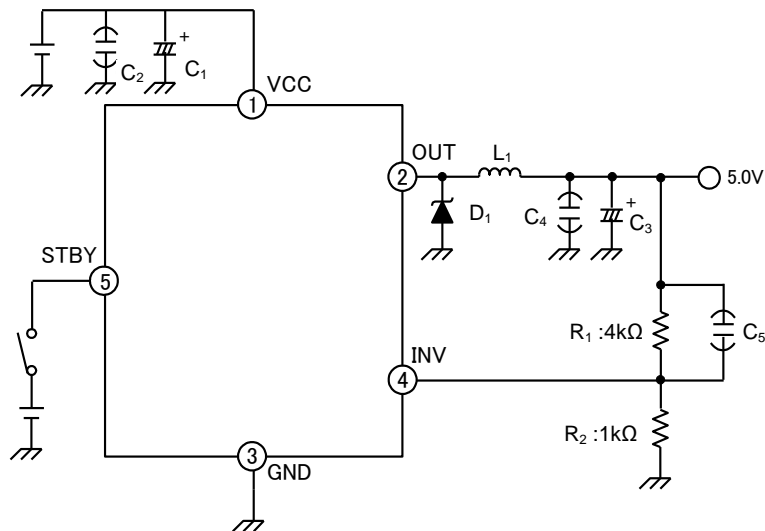 C₂
C₁
+
VCC
1
OUT
2
L₁
5.0V
D₁
C₄
+
C₃
STBY
5
R₁ :4kΩ
C₅
INV
4
R₂ :1kΩ
3
GND